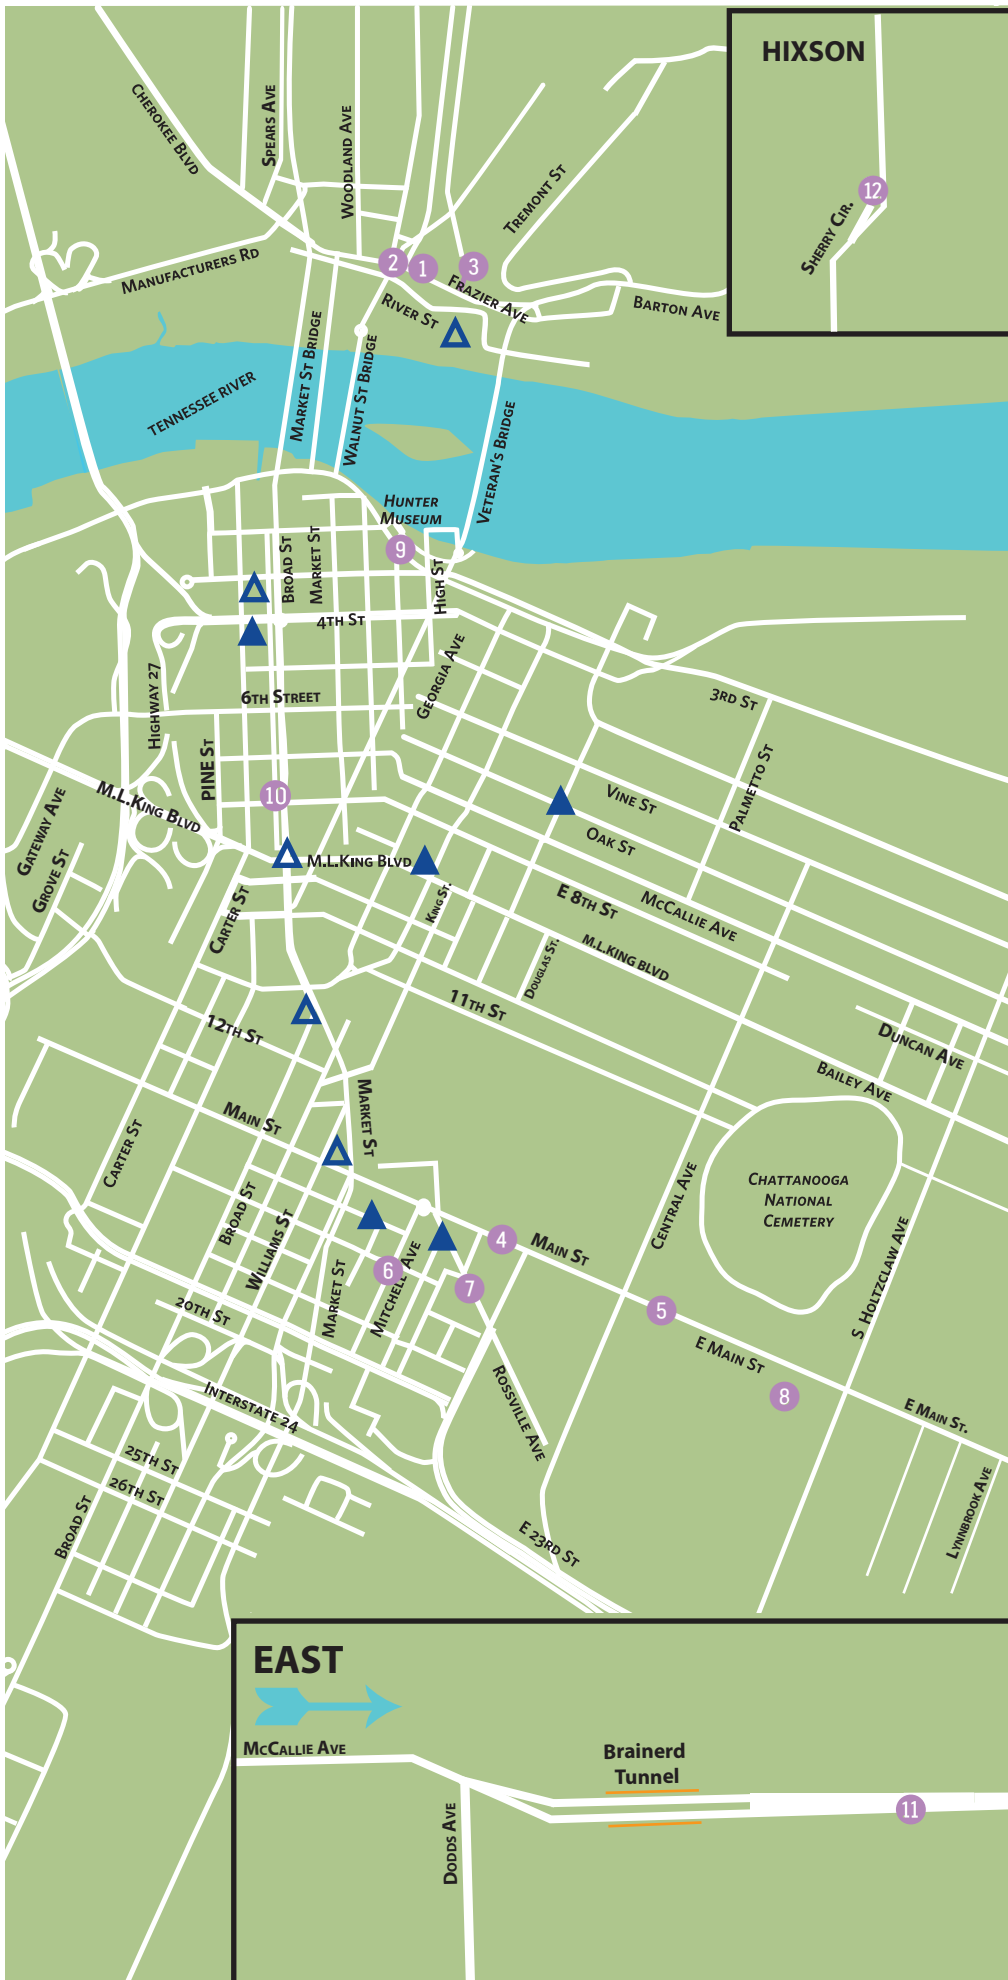 HIXSON
CHEROKEE BLVD
SPEARS AVE
WOODLAND AVE
TREMONT ST
12
SHERRY CIR.
MANUFACTURERS RD
2
1
3
FRAZIER AVE
RIVER ST
BARTON AVE
MARKET ST BRIDGE
WALNUT ST BRIDGE
TENNESSEE RIVER
VETERAN'S BRIDGE
HUNTER
MUSEUM
9
BROAD ST
MARKET ST
HIGH ST
4TH ST
GEORGIA AVE
HIGHWAY 27
6TH STREET
3RD ST
PINE ST
PALMETTO ST
10
VINE ST
M.L.KING BLVD
GATEWAY AVE
GROVE ST
OAK ST
M.L.KING BLVD
CARTER ST
KING ST.
E 8TH ST
MCCALLIE AVE
M.L.KING BLVD
DOUGLAS ST.
11TH ST
12TH ST
DUNCAN AVE
BAILEY AVE
MAIN ST
MARKET ST
CARTER ST
CHATTANOOGA
NATIONAL
CEMETERY
BROAD ST
WILLIAMS ST
CENTRAL AVE
S HOLTZCLAW AVE
4
MAIN ST
6
MITCHELL AVE
7
MARKET ST
20TH ST
5
E MAIN ST
8
INTERSTATE 24
ROSSVILLE AVE
E MAIN ST.
25TH ST
26TH ST
BROAD ST
E 23RD ST
LYNNBROOK AVE
EAST
MCCALLIE AVE
Brainerd
Tunnel
DODDS AVE
11